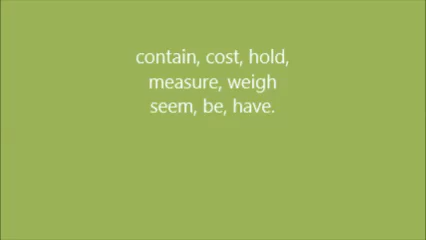 contain, cost, hold,
measure, weigh
seem, be, have.